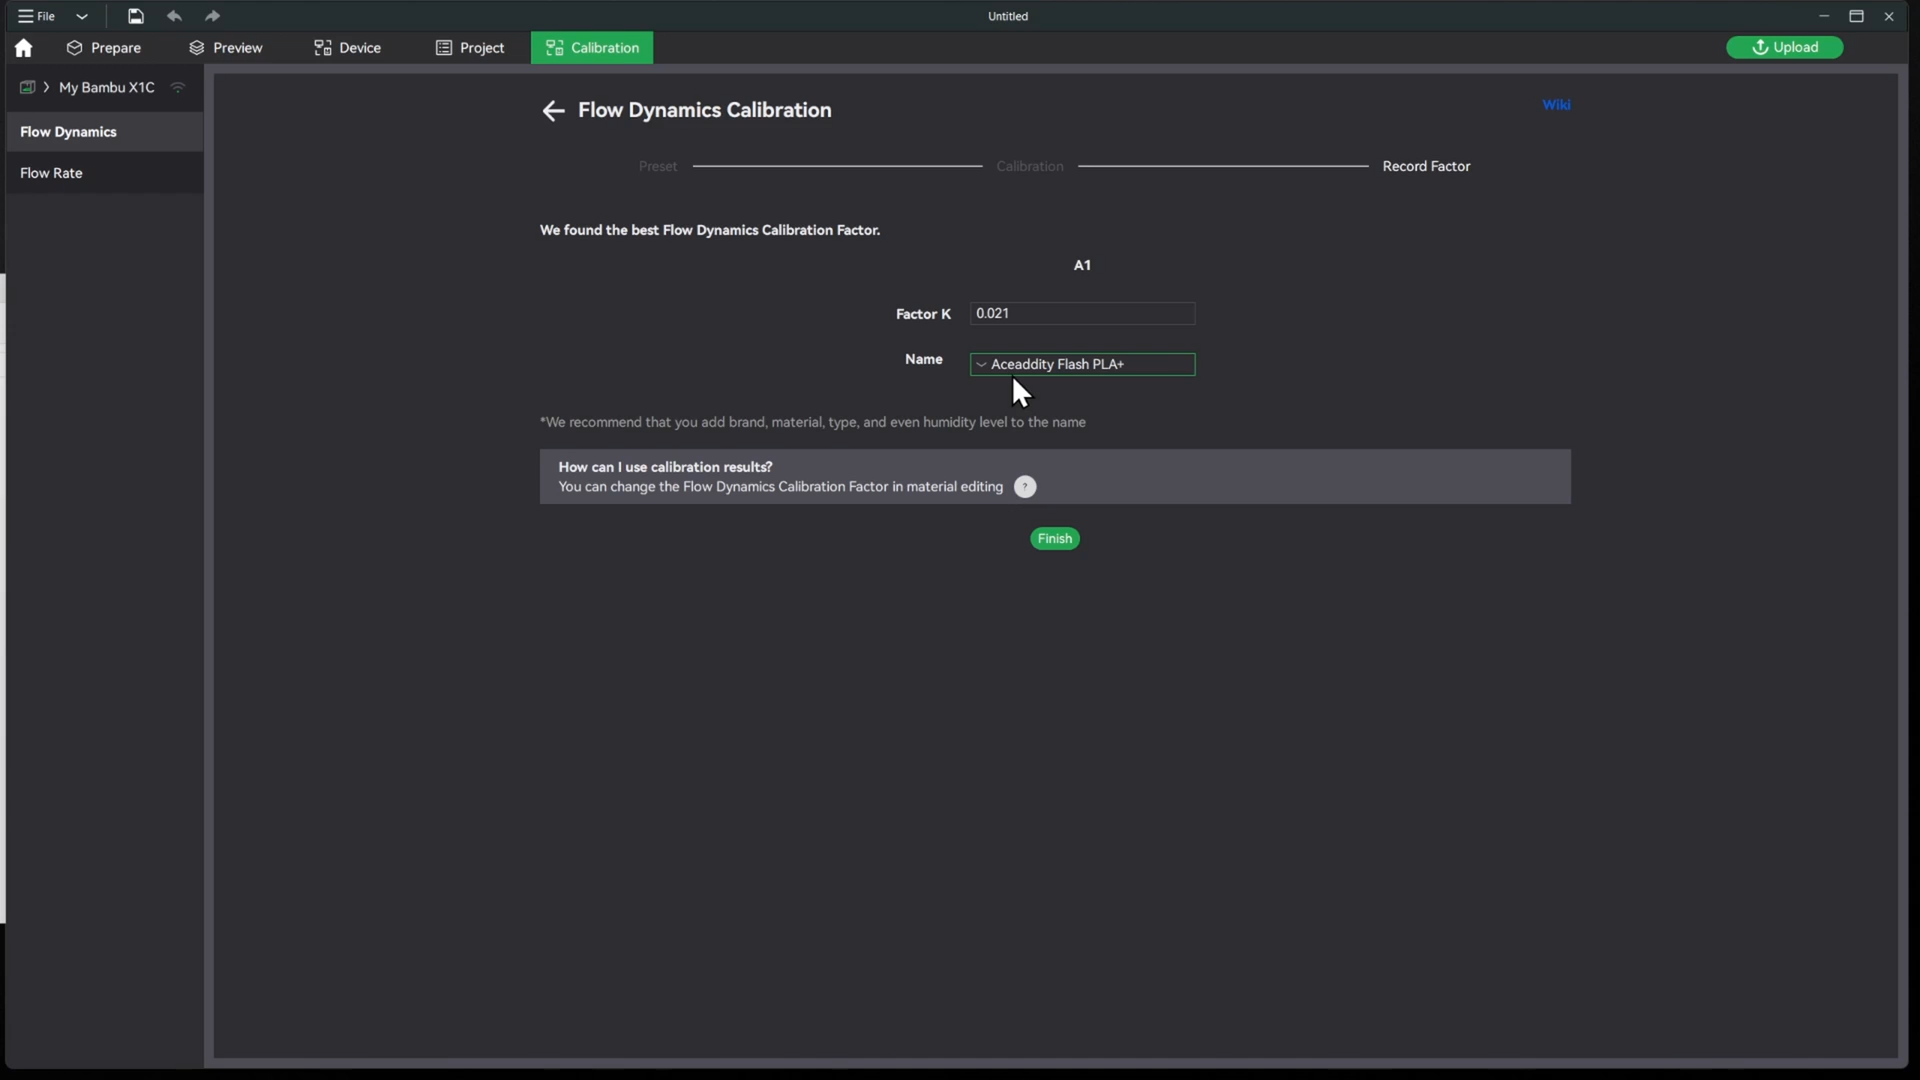 File
Untitled
Prepare
Preview
Device
Project
Calibration
Upload
My Bambu X1C
Flow Dynamics
Flow Rate
Flow Dynamics Calibration
Wiki
Preset
Calibration
Record Factor
We found the best Flow Dynamics Calibration Factor.
A1
Factor K 0.021
Name Aceaddity Flash PLA+
*We recommend that you add brand, material, type, and even humidity level to the name
How can I use calibration results?
You can change the Flow Dynamics Calibration Factor in material editing ?
Finish